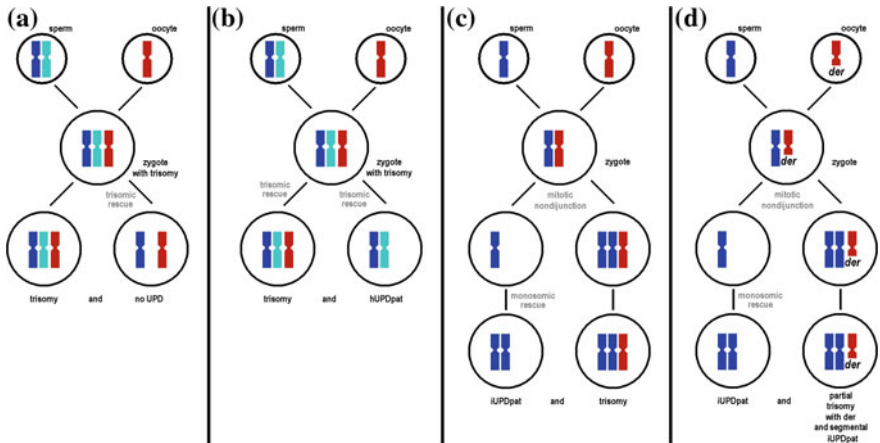 (a)
sperm
oocyte
zygote
with trisomy
trisomic
rescue
trisomy and no UPD
(b)
sperm
oocyte
zygote
with trisomy
trisomic
rescue
trisomic
rescue
trisomy and hUPDpat
(c)
sperm
oocyte
zygote
mitotic
nondijunction
monosomic
rescue
iUPDpat and trisomy
(d)
sperm
oocyte
der
der
zygote
mitotic
nondijunction
der
monosomic
rescue
der
iUPDpat and
partial
trisomy
with der
and segmental
iUPDpat